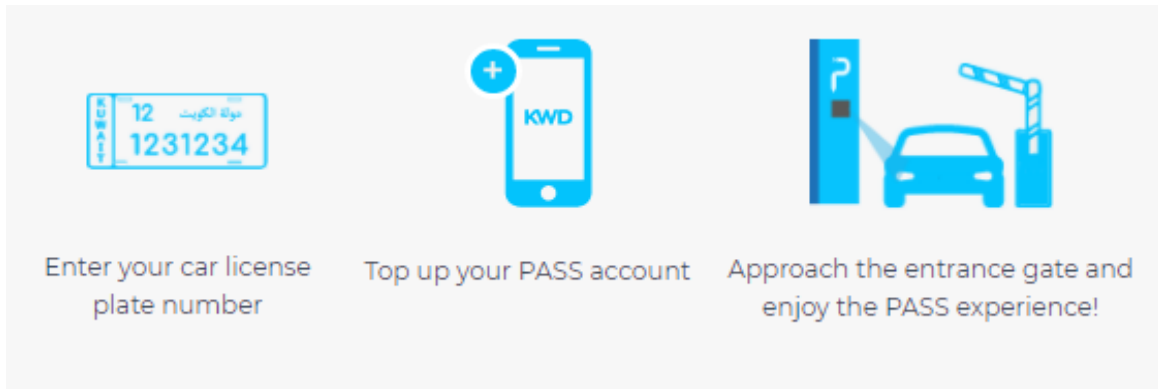 KUWAIT
12 دولة الكويت
1231234
KWD
Enter your car license
plate number
Top up your PASS account
Approach the entrance gate and
enjoy the PASS experience!